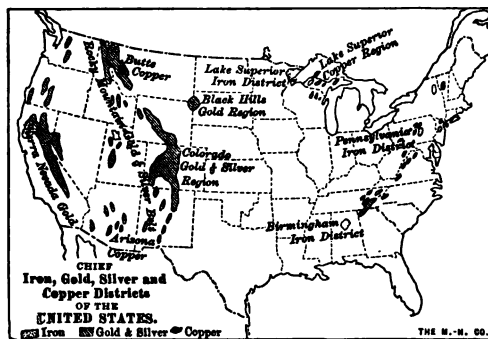 Butte
Copper
Rocky Mountain Gold & Silver Belt
Lake Superior
Iron District
Lake Superior
Copper Region
Black Hills
Gold Region
Pennsylvania
Iron District
Sierra Nevada Gold
Colorado
Gold & Silver
Region
Birmingham
Iron District
Arizona
Copper
CHIEF
Iron, Gold, Silver and
Copper Districts
OF THE
UNITED STATES.
Iron Gold & Silver Copper
THE M.-N. CO.